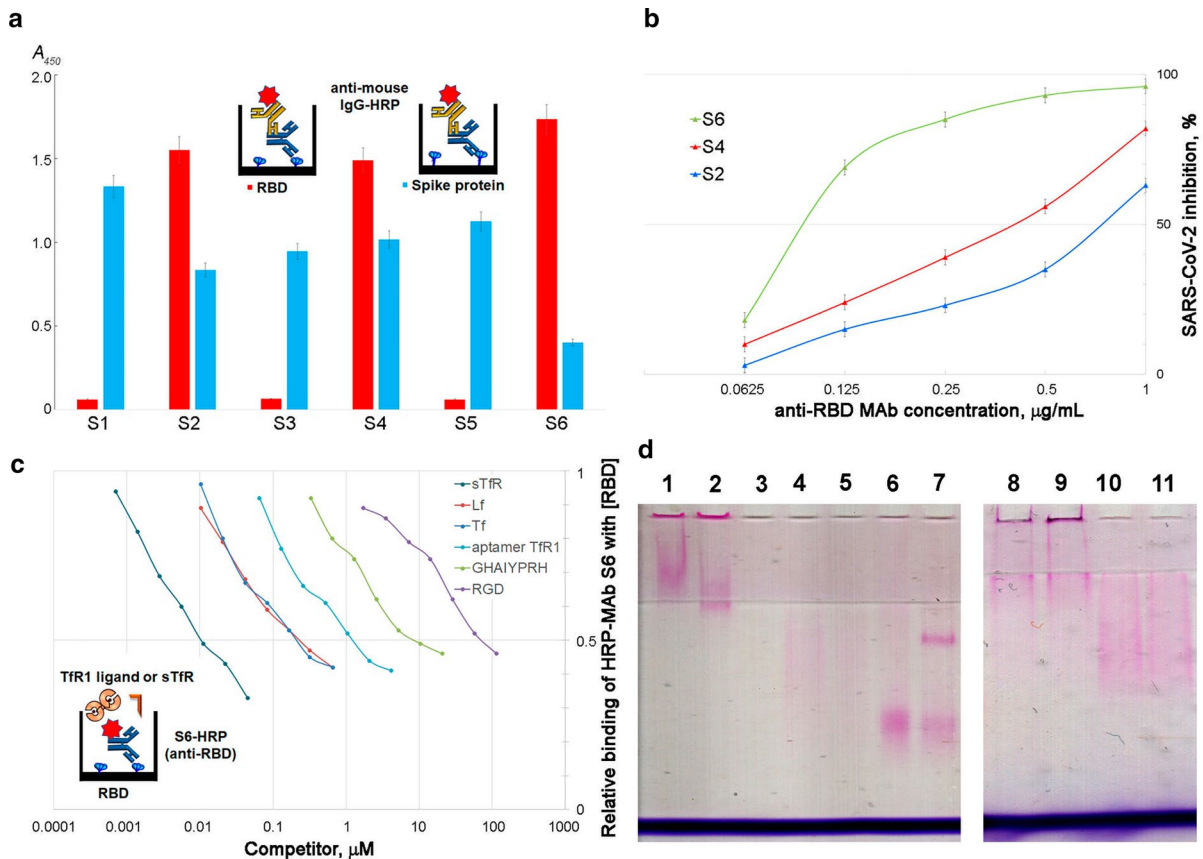 a
A450
2.0
1.5
1.0
0.5
0
anti-mouse
IgG-HRP
RBD
Spike protein
S1 S2 S3 S4 S5 S6
b
S6
S4
S2
100
50
0
SARS-CoV-2 inhibition, %
0.0625 0.125 0.25 0.5 1
anti-RBD MAb concentration, μg/mL
c
sTfR
Lf
Tf
aptamer TfR1
GHAIYPRH
RGD
1
0.5
0
Relative binding of HRP-MAb S6 with [RBD]
TfR1 ligand or sTfR
S6-HRP
(anti-RBD)
RBD
0.0001 0.001 0.01 0.1 1 10 100 1000
Competitor, μM
d
1 2 3 4 5 6 7 8 9 10 11